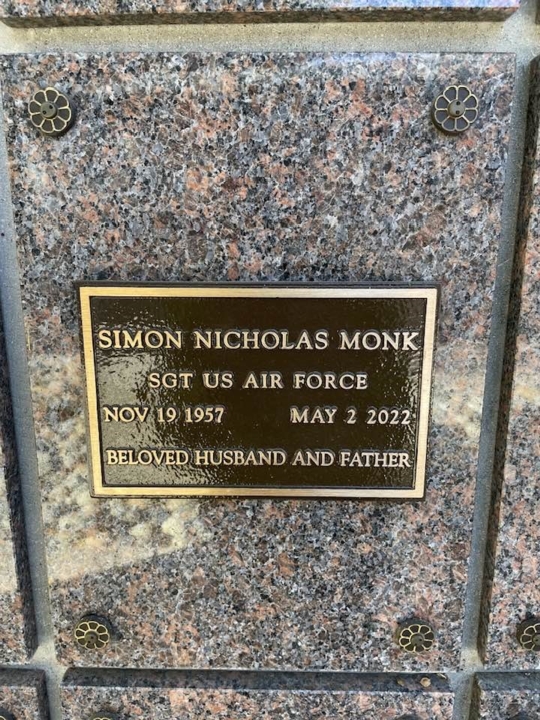 SIMON NICHOLAS MONK
SGT US AIR FORCE
NOV 19 1957 MAY 2 2022
BELOVED HUSBAND AND FATHER